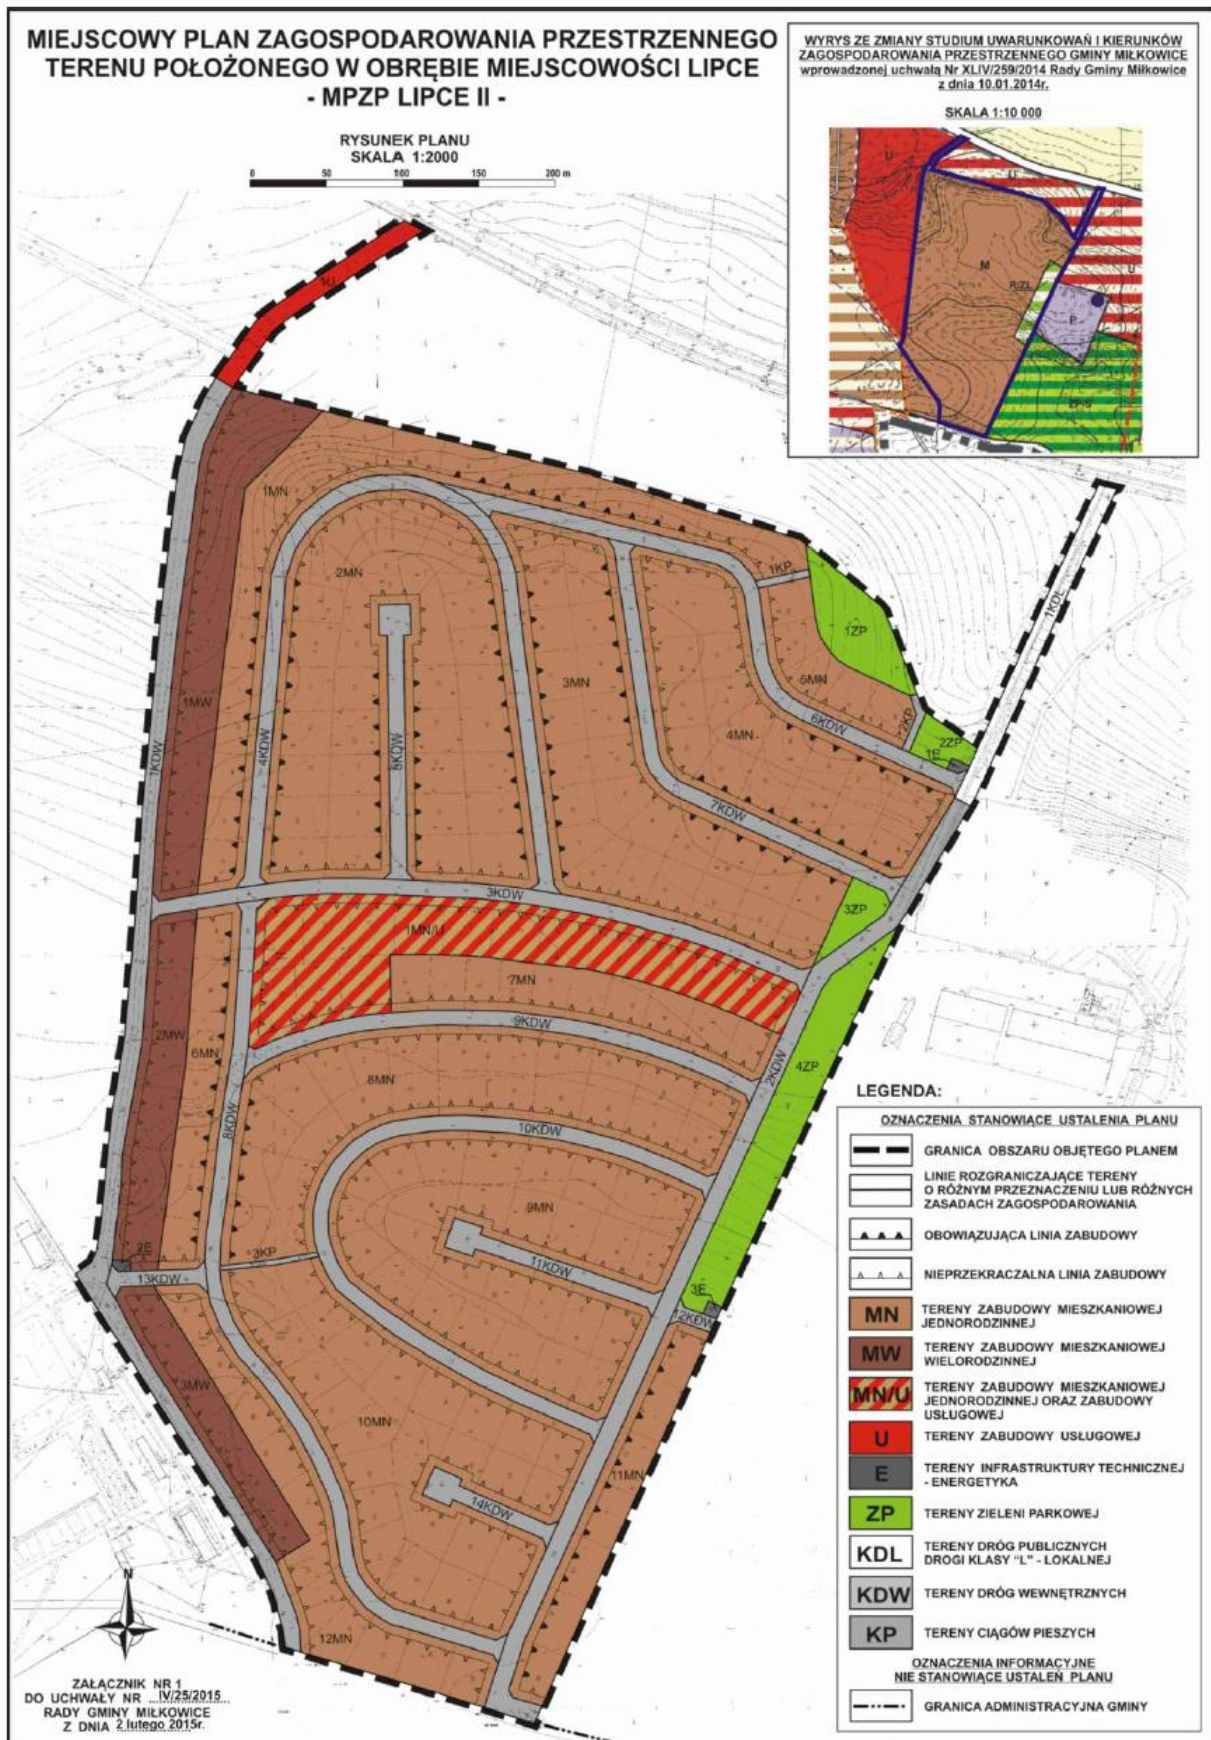 MIEJSCOWY PLAN ZAGOSPODAROWANIA PRZESTRZENNEGO
TERENU POŁOŻONEGO W OBRĘBIE MIEJSCOWOŚCI LIPCE
- MPZP LIPCE II -
RYSUNEK PLANU
SKALA 1:2000
0 50 100 150 200 m
WYRYS ZE ZMIANY STUDIUM UWARUNKOWAŃ I KIERUNKÓW
ZAGOSPODAROWANIA PRZESTRZENNEGO GMINY MIŁKOWICE
wprowadzonej uchwałą Nr XLIV/259/2014 Rady Gminy Miłkowice
z dnia 10.01.2014r.
SKALA 1:10 000
U
U
M
R/ZL
U
P
ZP/S
1U
1MN
2MN
1KP
1KDL
1ZP
3MN
5MN
1MW
6KDW
2KP
4MN
2ZP
1E
1KDW
4KDW
5KDW
7KDW
3KDW
3ZP
1MN/U
7MN
9KDW
2MW
6MN
2KDW
4ZP
8MN
8KDW
10KDW
9MN
2E
3KP
11KDW
13KDW
3E
12KDW
3MW
10MN
11MN
14KDW
12MN
N
LEGENDA:
OZNACZENIA STANOWIĄCE USTALENIA PLANU
GRANICA OBSZARU OBJĘTEGO PLANEM
LINIE ROZGRANICZAJĄCE TERENY
O RÓŻNYM PRZEZNACZENIU LUB RÓŻNYCH
ZASADACH ZAGOSPODAROWANIA
OBOWIĄZUJĄCA LINIA ZABUDOWY
NIEPRZEKRACZALNA LINIA ZABUDOWY
MN TERENY ZABUDOWY MIESZKANIOWEJ
JEDNORODZINNEJ
MW TERENY ZABUDOWY MIESZKANIOWEJ
WIELORODZINNEJ
MN/U TERENY ZABUDOWY MIESZKANIOWEJ
JEDNORODZINNEJ ORAZ ZABUDOWY
USŁUGOWEJ
U TERENY ZABUDOWY USŁUGOWEJ
E TERENY INFRASTRUKTURY TECHNICZNEJ
- ENERGETYKA
ZP TERENY ZIELENI PARKOWEJ
KDL TERENY DRÓG PUBLICZNYCH
DROGI KLASY "L" - LOKALNEJ
KDW TERENY DRÓG WEWNĘTRZNYCH
KP TERENY CIĄGÓW PIESZYCH
OZNACZENIA INFORMACYJNE
NIE STANOWIĄCE USTALEŃ PLANU
GRANICA ADMINISTRACYJNA GMINY
ZAŁĄCZNIK NR 1
DO UCHWAŁY NR IV/25/2015
RADY GMINY MIŁKOWICE
Z DNIA 2 lutego 2015r.